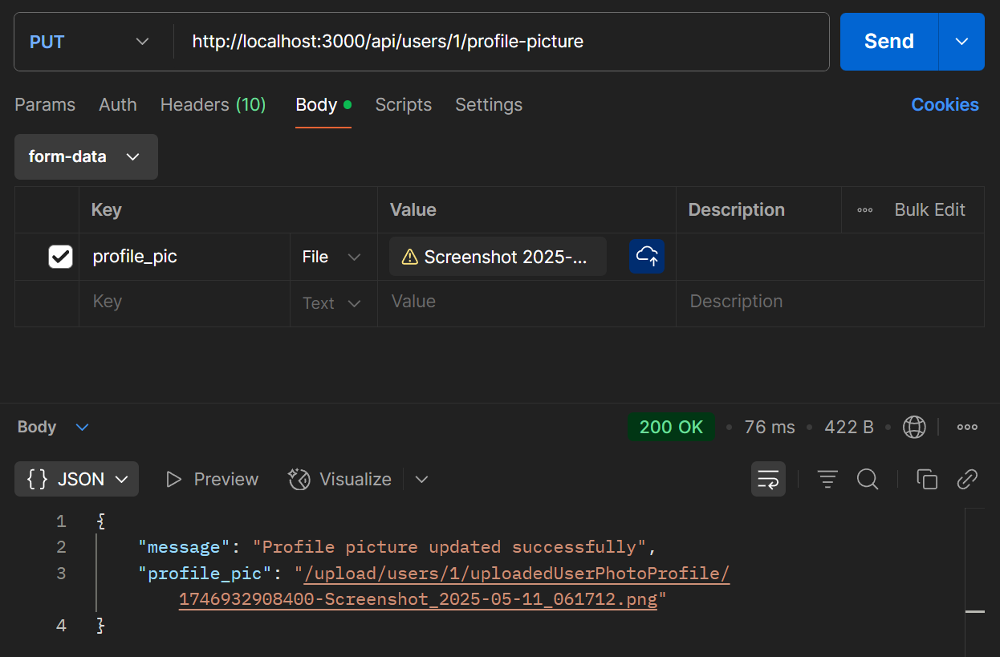 PUT http://localhost:3000/api/users/1/profile-picture Send
Params Auth Headers (10) Body Scripts Settings Cookies
form-data
Key Value Description Bulk Edit
profile_pic File Screenshot 2025-...
Key Text Value Description
Body 200 OK 76 ms 422 B
{} JSON Preview Visualize
1 {
2 "message": "Profile picture updated successfully",
3 "profile_pic": "/upload/users/1/uploadedUserPhotoProfile/
1746932908400-Screenshot_2025-05-11_061712.png"
4 }